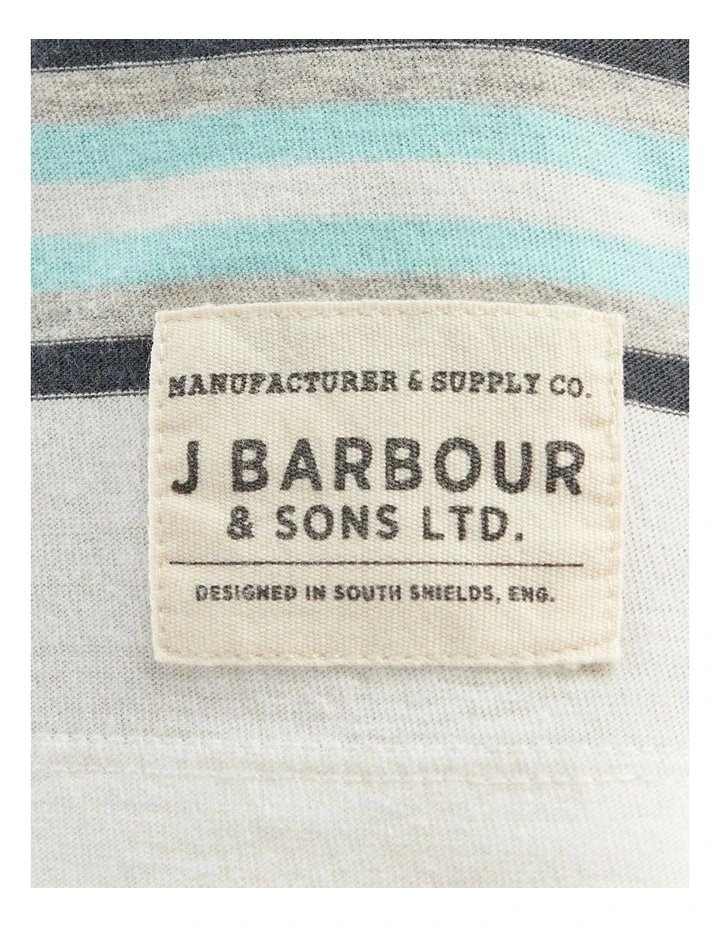 MANUFACTURER & SUPPLY CO.
J BARBOUR
& SONS LTD.
DESIGNED IN SOUTH SHIELDS, ENG.